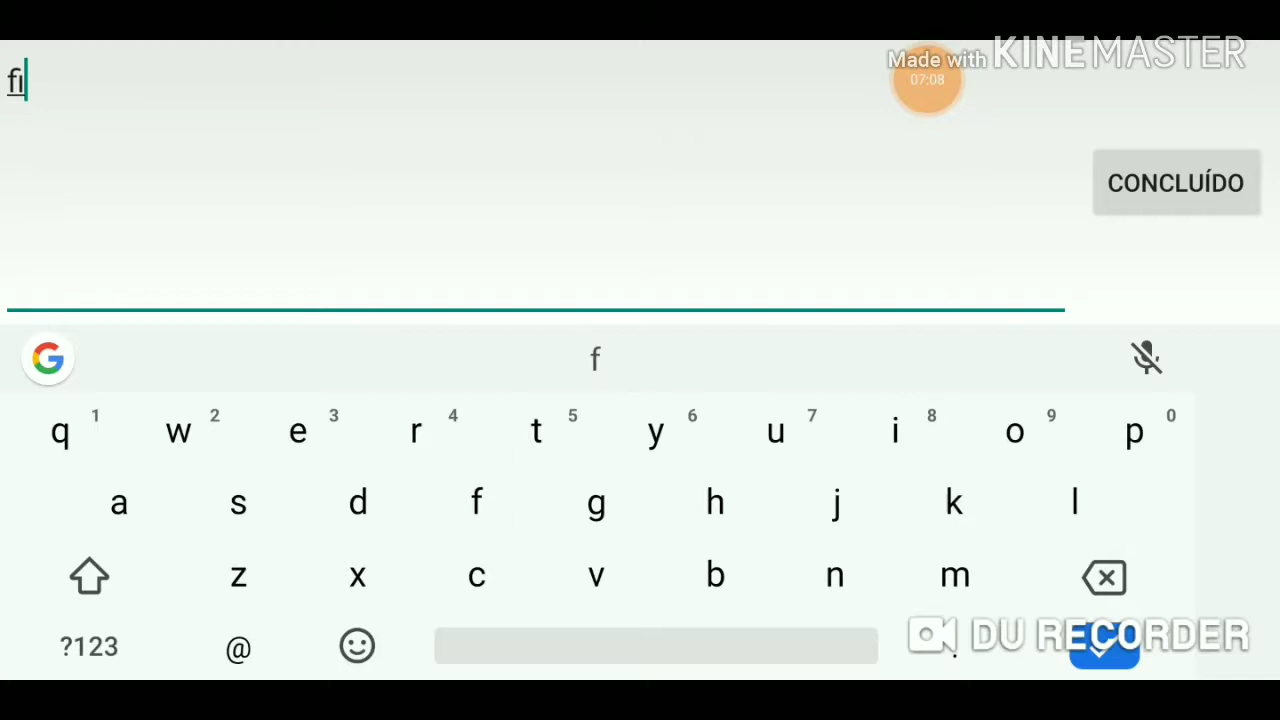 Made with KINEMASTER
fi
07:08
CONCLUÍDO
f
q 1 w 2 e 3 r 4 t 5 y 6 u 7 i 8 o 9 p 0
a s d f g h j k l
z x c v b n m
?123 @ .
DU RECORDER